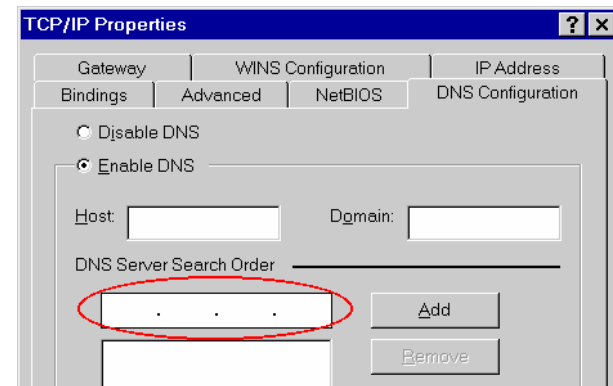 TCP/IP Properties ? ×
Gateway WINS Configuration IP Address
Bindings Advanced NetBIOS DNS Configuration
Disable DNS
Enable DNS
Host: Domain:
DNS Server Search Order
. . . Add
Remove